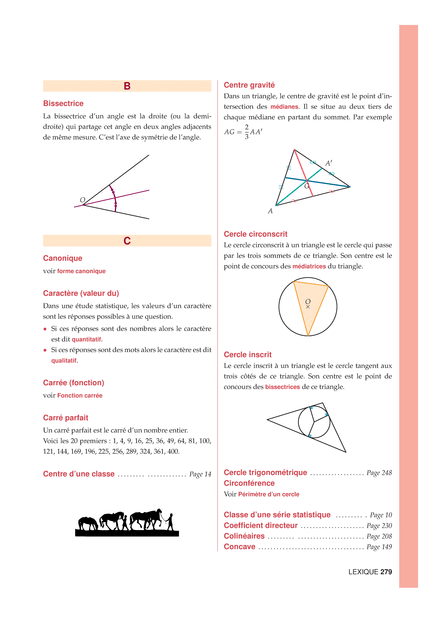 B
Bissectrice
La bissectrice d'un angle est la droite (ou la demi-
droite) qui partage cet angle en deux angles adjacents
de même mesure. C'est l'axe de symétrie de l'angle.
O
C
Canonique
voir forme canonique
Caractère (valeur du)
Dans une étude statistique, les valeurs d'un caractère
sont les réponses possibles à une question.
• Si ces réponses sont des nombres alors le caractère
est dit quantitatif.
• Si ces réponses sont des mots alors le caractère est dit
qualitatif.
Carrée (fonction)
voir Fonction carrée
Carré parfait
Un carré parfait est le carré d'un nombre entier.
Voici les 20 premiers : 1, 4, 9, 16, 25, 36, 49, 64, 81, 100,
121, 144, 169, 196, 225, 256, 289, 324, 361, 400.
Centre d'une classe ......... ............. Page 14
Centre gravité
Dans un triangle, le centre de gravité est le point d'in-
tersection des médianes. Il se situe au deux tiers de
chaque médiane en partant du sommet. Par exemple
AG = 2/3 AA'
A'
G
A
Cercle circonscrit
Le cercle circonscrit à un triangle est le cercle qui passe
par les trois sommets de ce triangle. Son centre est le
point de concours des médiatrices du triangle.
O
Cercle inscrit
Le cercle inscrit à un triangle est le cercle tangent aux
trois côtés de ce triangle. Son centre est le point de
concours des bissectrices de ce triangle.
Cercle trigonométrique .................. Page 248
Circonférence
Voir Périmètre d'un cercle
Classe d'une série statistique ......... . Page 10
Coefficient directeur ..................... Page 230
Colinéaires ......... ...................... Page 208
Concave ................................... Page 149
LEXIQUE 279